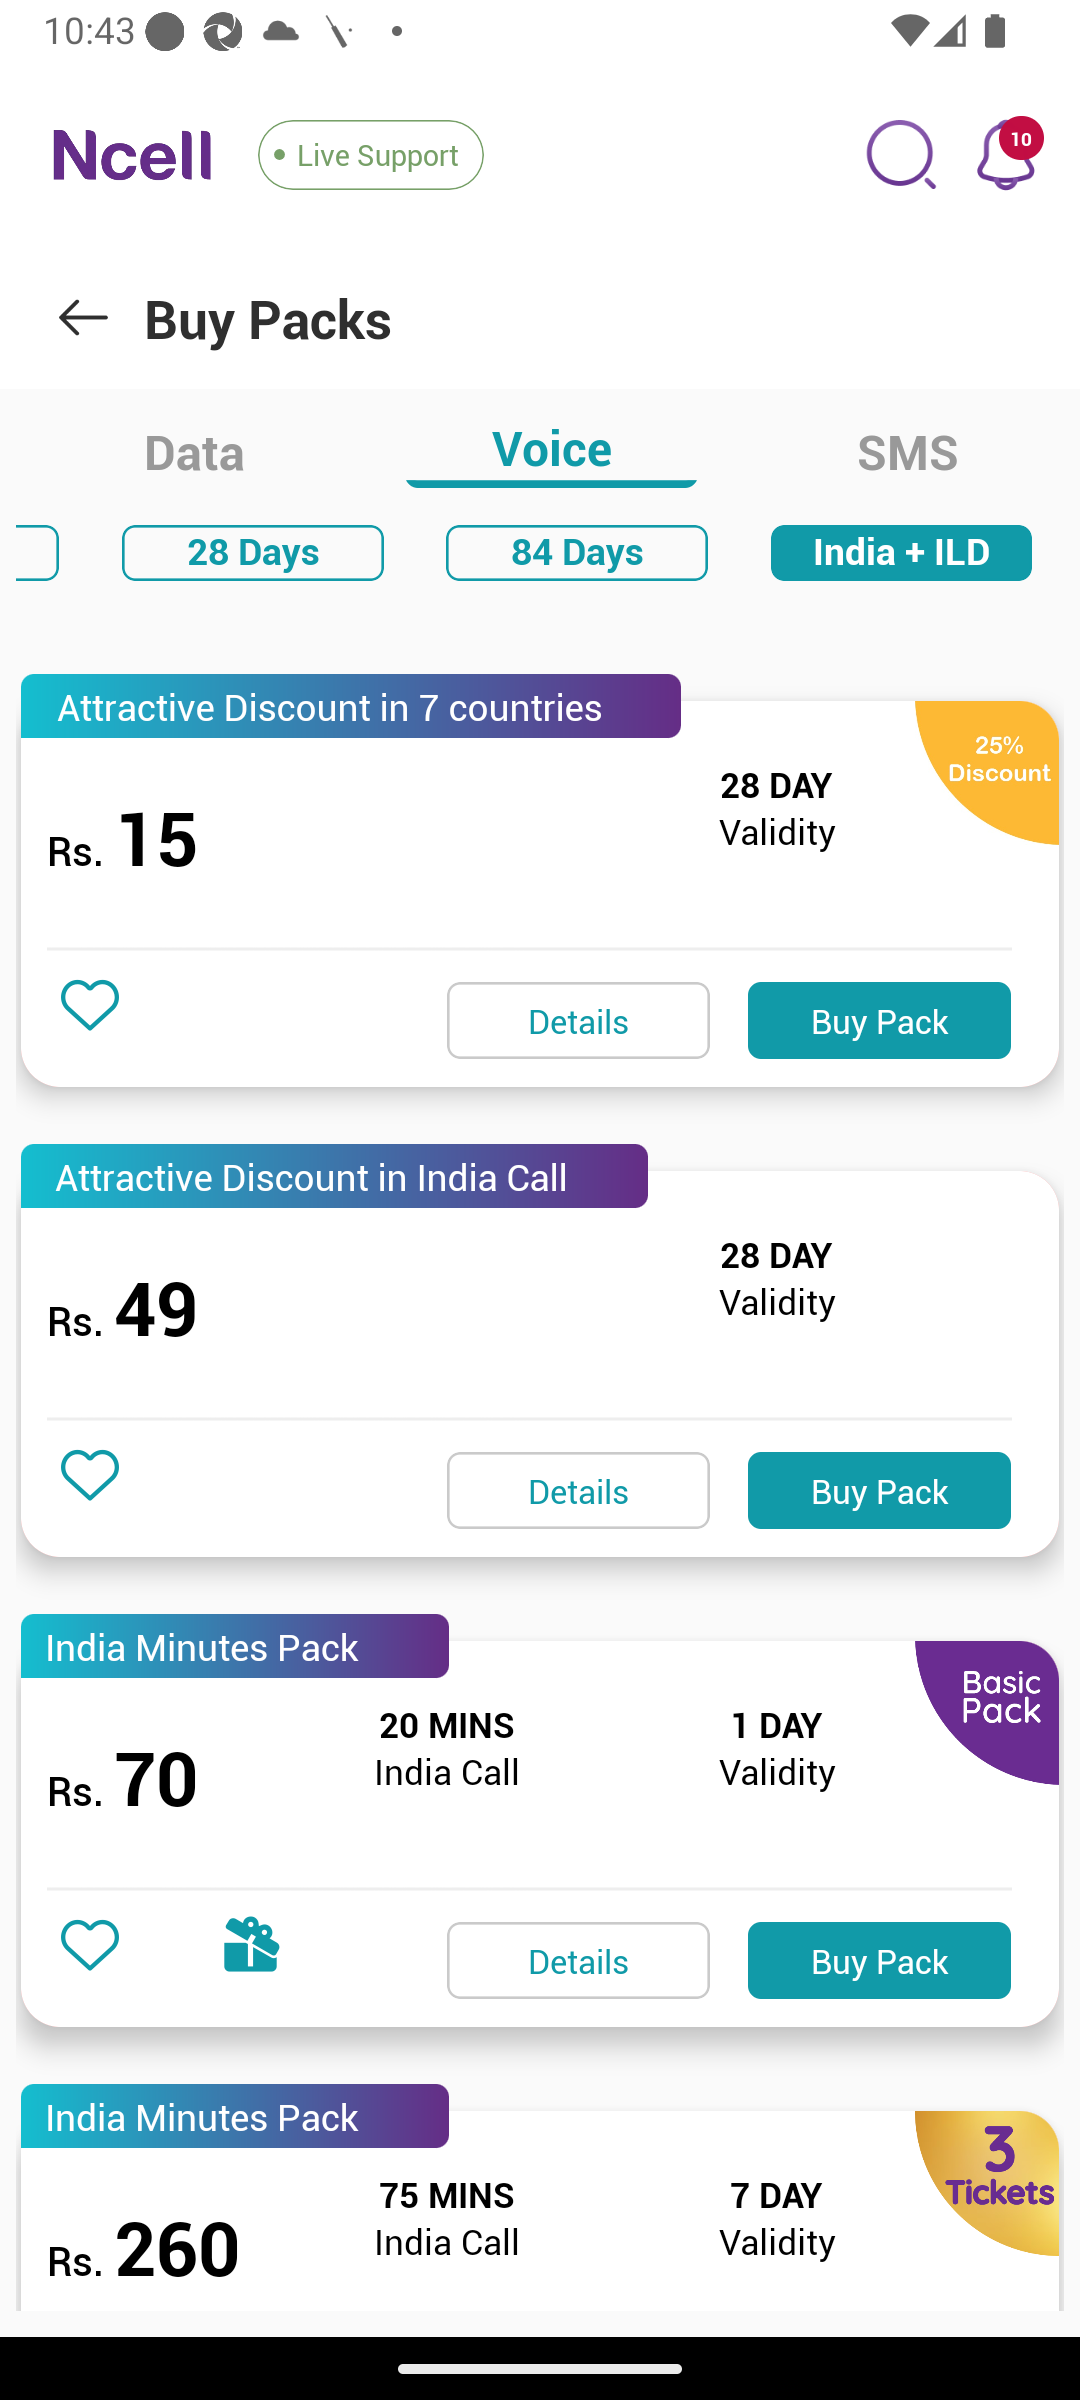 10:43
Ncell
Live Support
10
Buy Packs
Data
Voice
SMS
28 Days
84 Days
India + ILD
Attractive Discount in 7 countries
25%
Discount
28 DAY
Validity
Rs. 15
Details
Buy Pack
Attractive Discount in India Call
28 DAY
Validity
Rs. 49
Details
Buy Pack
India Minutes Pack
Basic
Pack
20 MINS
India Call
1 DAY
Validity
Rs. 70
Details
Buy Pack
India Minutes Pack
3
Tickets
75 MINS
India Call
7 DAY
Validity
Rs. 260